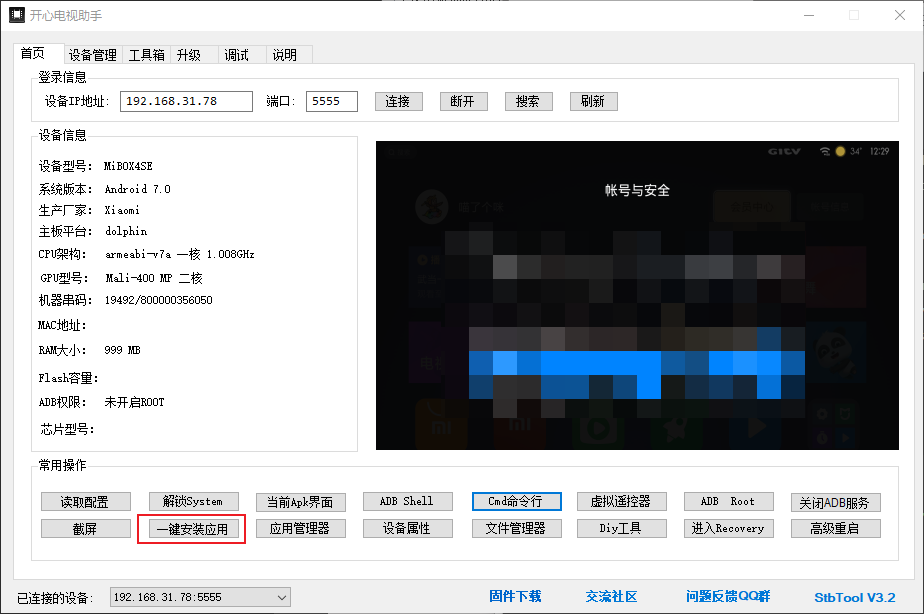 开心电视助手
首页 设备管理 工具箱 升级 调试 说明
登录信息
设备IP地址: 192.168.31.78 端口: 5555 连接 断开 搜索 刷新
设备信息
设备型号: MiBOX4SE
系统版本: Android 7.0
生产厂家: Xiaomi
主板平台: dolphin
CPU架构: armeabi-v7a 一核 1.008GHz
GPU型号: Mali-400 MP 二核
机器串码: 19492/800000356050
MAC地址:
RAM大小: 999 MB
Flash容量:
ADB权限: 未开启ROOT
芯片型号:
GITV 34° 12:29
帐号与安全
常用操作
读取配置 解锁System 当前Apk界面 ADB Shell Cmd命令行 虚拟遥控器 ADB Root 关闭ADB服务
截屏 一键安装应用 应用管理器 设备属性 文件管理器 Diy工具 进入Recovery 高级重启
已连接的设备: 192.168.31.78:5555 固件下载 交流社区 问题反馈QQ群 StbTool V3.2